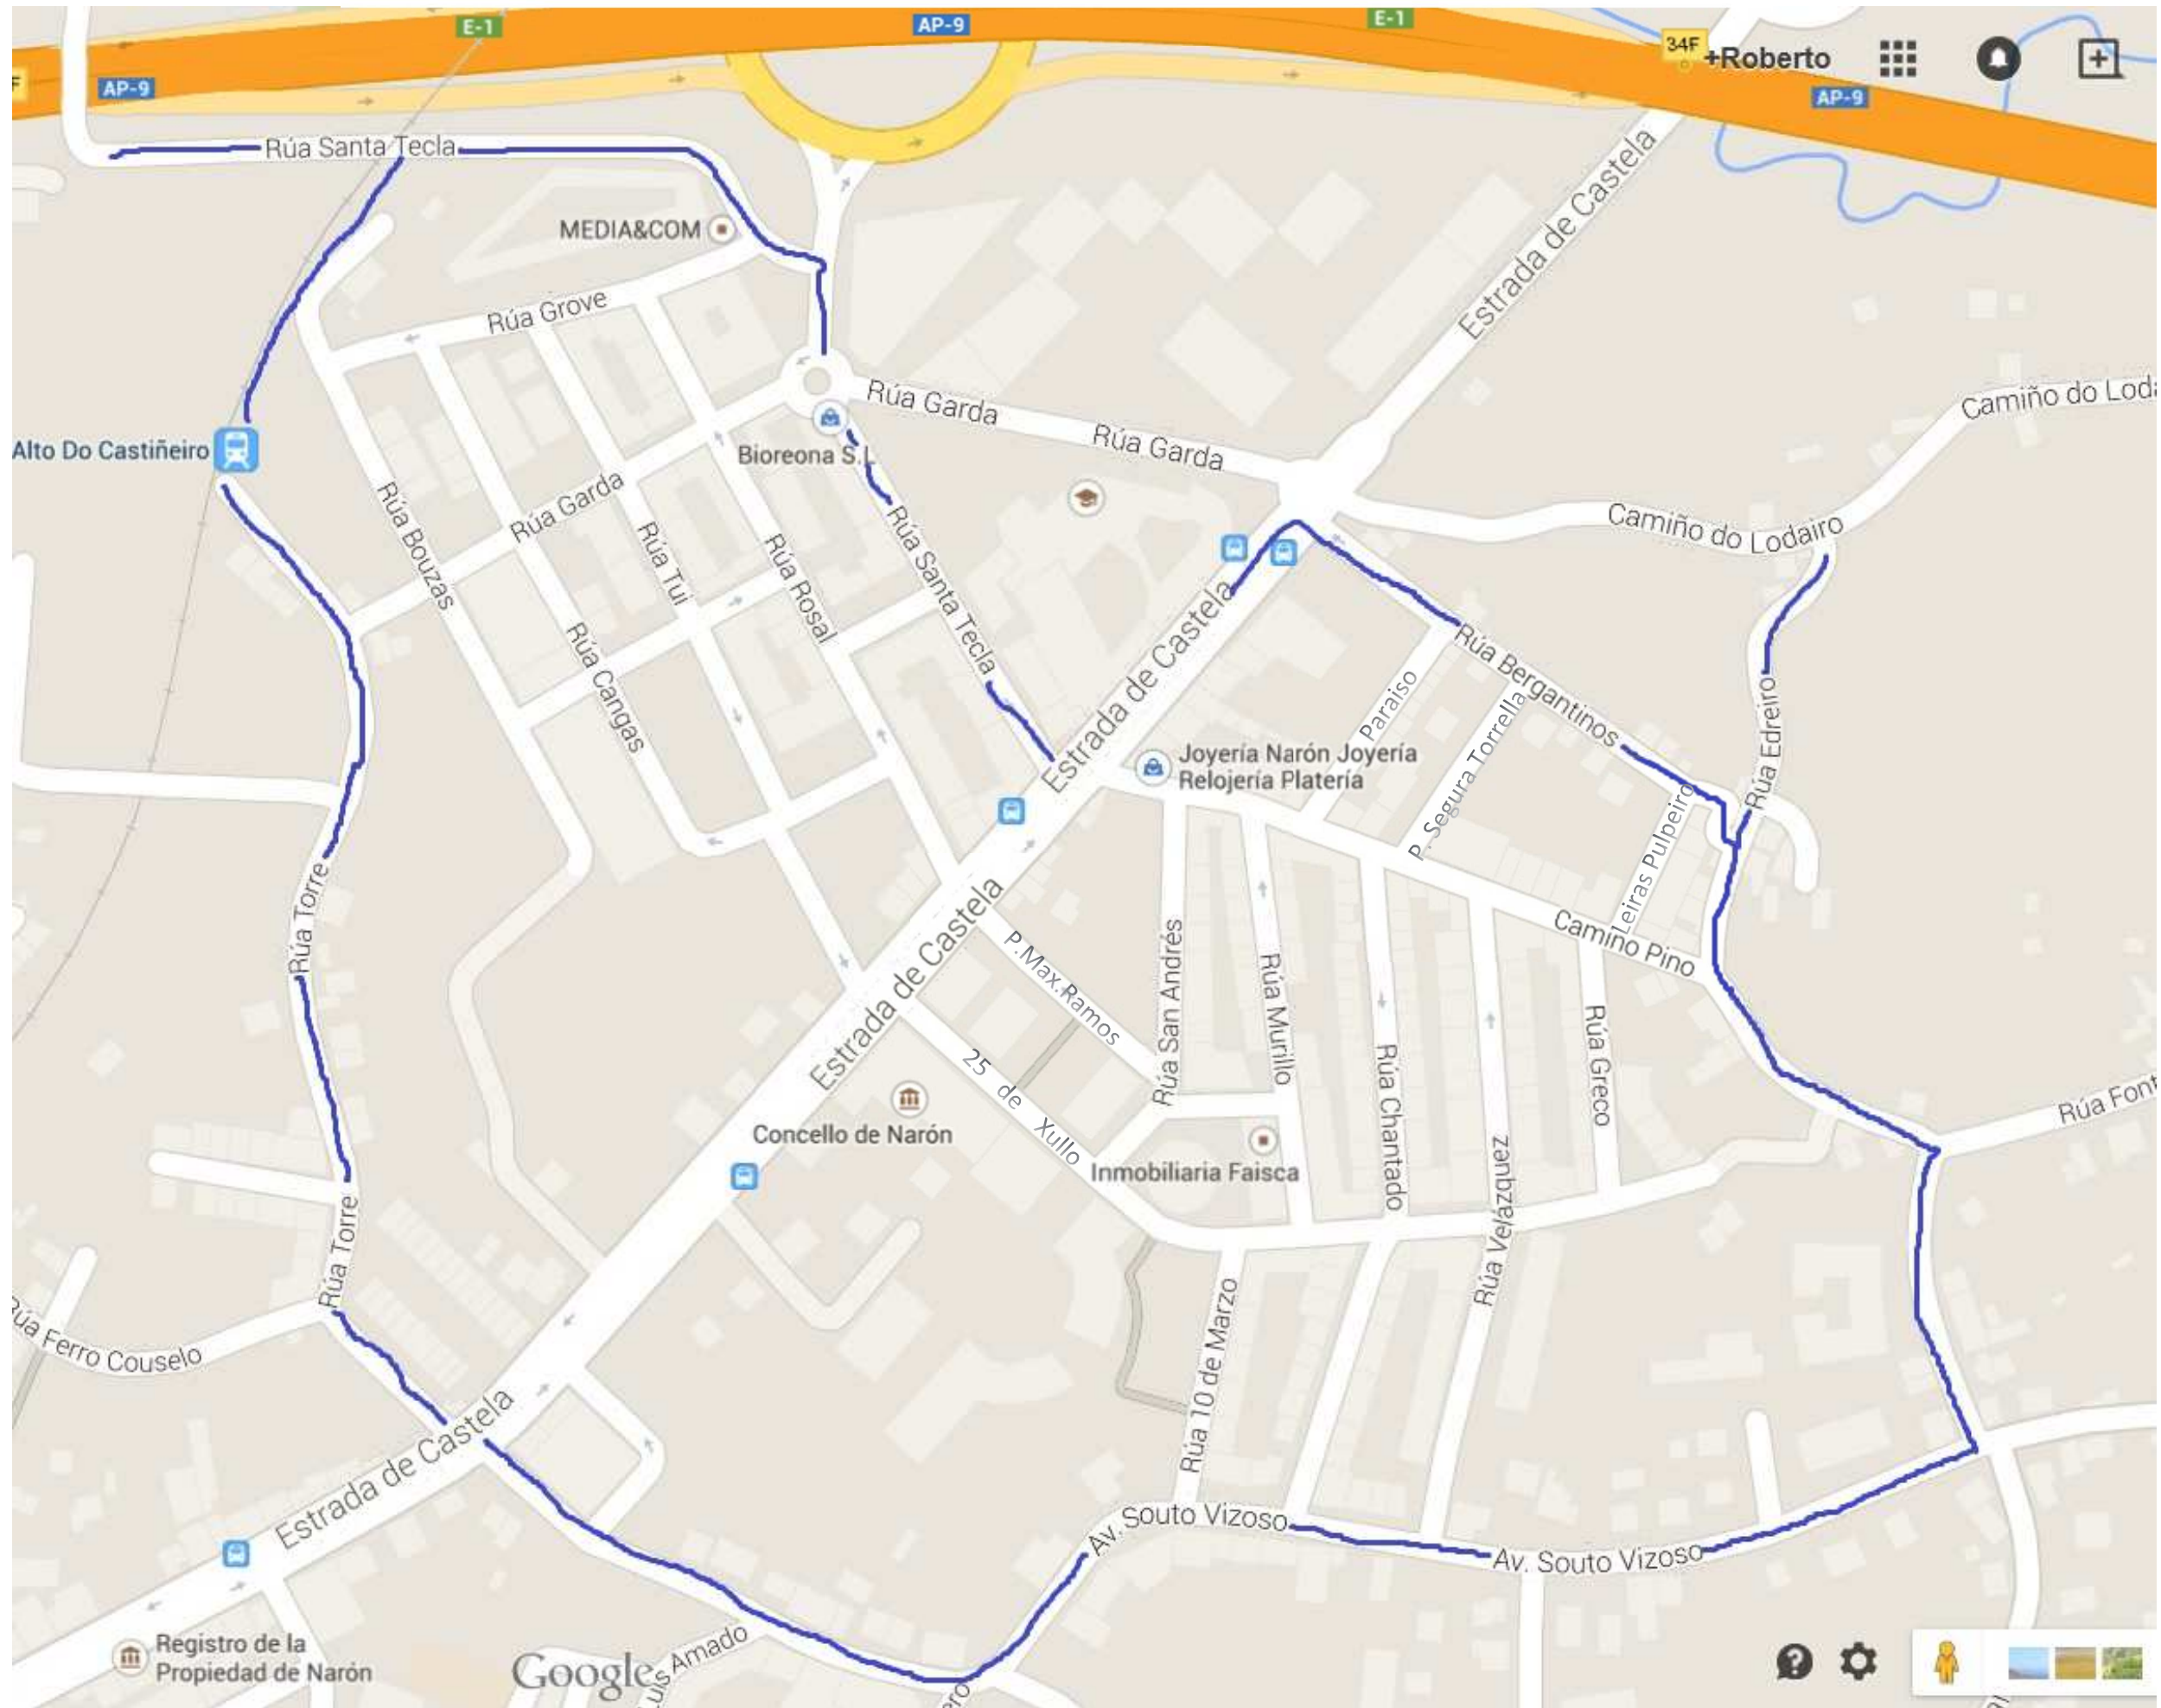 E-1
AP-9
E-1
34F
+Roberto
F
AP-9
AP-9
Rúa Santa Tecla
MEDIA&COM
Estrada de Castela
Rúa Grove
Rúa Garda
Camiño do Loda
Alto Do Castiñeiro
Bioreona S.L
Rúa Garda
Rúa Garda
Rúa Bouzas
Rúa Tui
Rúa Rosal
Rúa Santa Tecla
Camiño do Lodairo
Rúa Cangas
Estrada de Castela
Rúa Bergantinos
Paraiso
P. Segura Torrella
Rúa Edreiro
Joyería Narón Joyería
Relojería Platería
Leiras Pulpeiro
Rúa Torre
Estrada de Castela
P.Max.Ramos
Rúa San Andrés
Rúa Murillo
Camino Pino
Rúa Chantado
Rúa Greco
25 de Xullo
Rúa Font
Concello de Narón
Inmobiliaria Faisca
Rúa Velázbnez
Rúa Torre
Rúa Ferro Couselo
Rúa 10 de Marzo
Estrada de Castela
Av. Souto Vizoso
Av. Souto Vizoso
Registro de la
Propiedad de Narón
Google
Luis Amado
ero